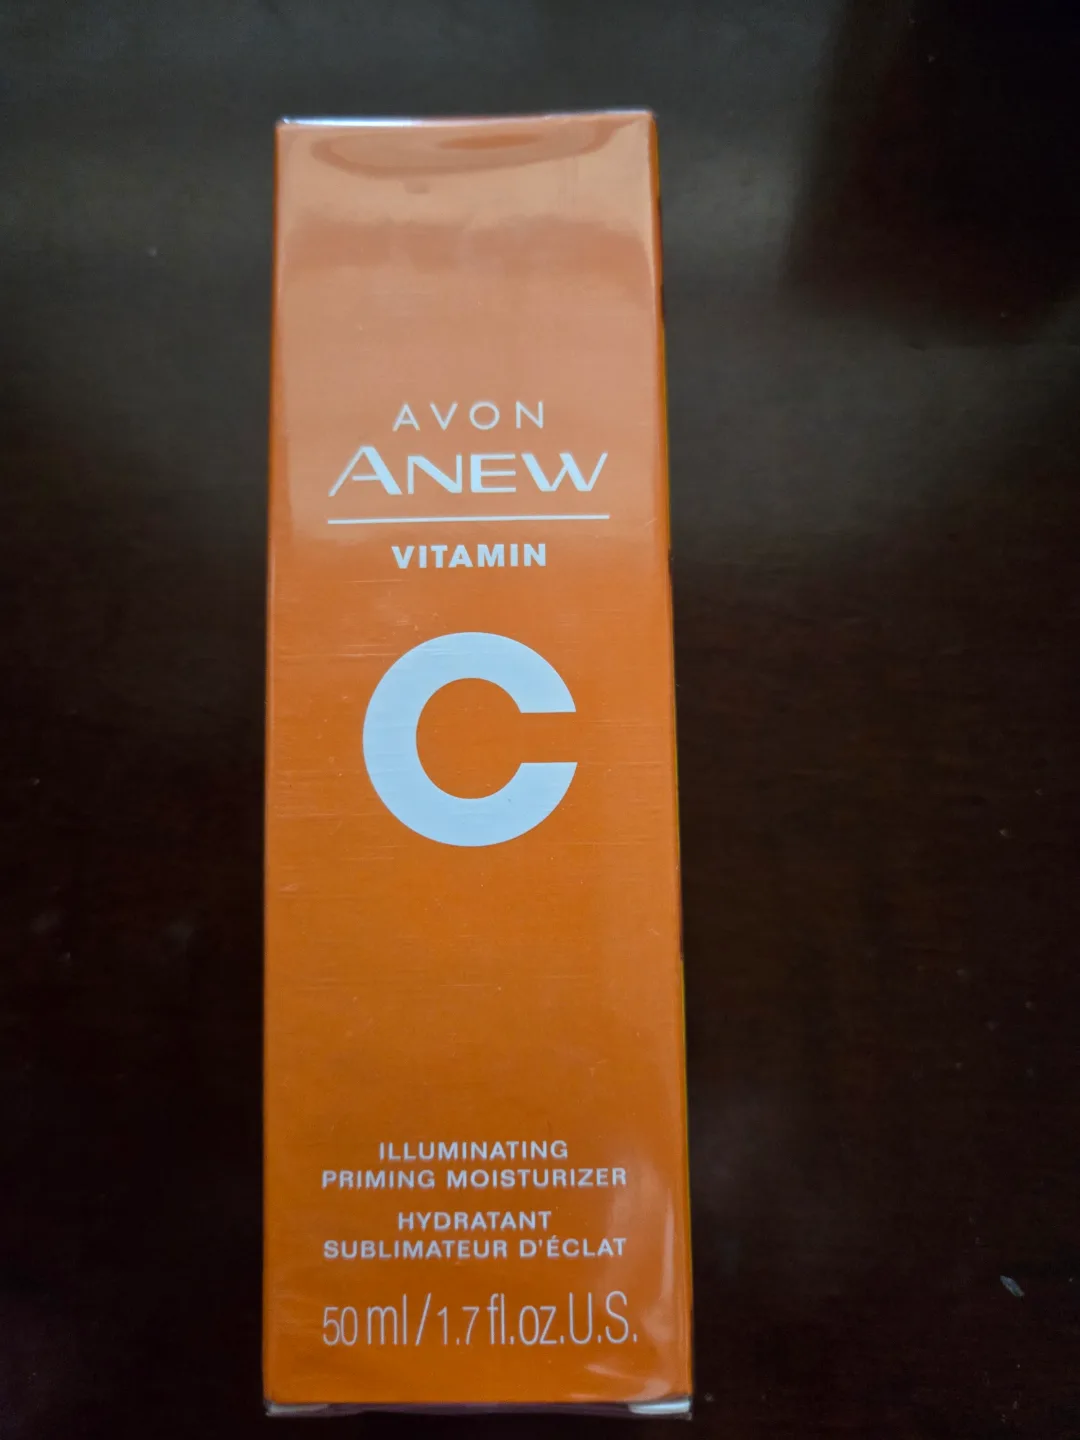 AVON
ANEW
VITAMIN
C
ILLUMINATING
PRIMING MOISTURIZER
HYDRATANT
SUBLIMATEUR D'ÉCLAT
50 ml/1.7 fl.oz.U.S.